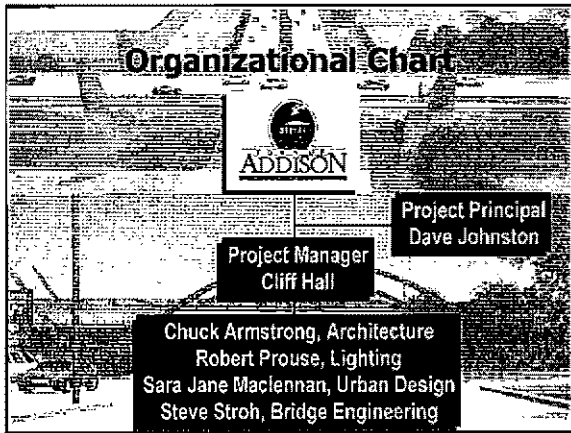 Organizational Chart
ADDISON
Project Principal
Dave Johnston
Project Manager
Cliff Hall
Chuck Armstrong, Architecture
Robert Prouse, Lighting
Sara Jane Maclennan, Urban Design
Steve Stroh, Bridge Engineering